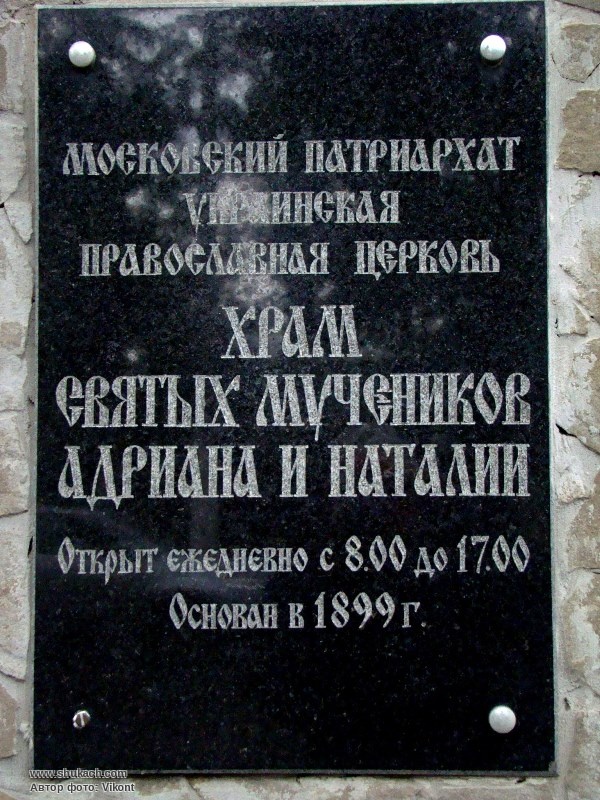 МОСКОВСКИЙ ПАТРИАРХАТ
УКРАИНСКАЯ
ПРАВОСЛАВНАЯ ЦЕРКОВЬ
ХРАМ
СВЯТЫХ МУЧЕНИКОВ
АДРИАНА И НАТАЛИИ
Открыт ежедневно с 8.00 до 17.00
Основан в 1899 г.
www.shukach.com
Автор фото: Vikont